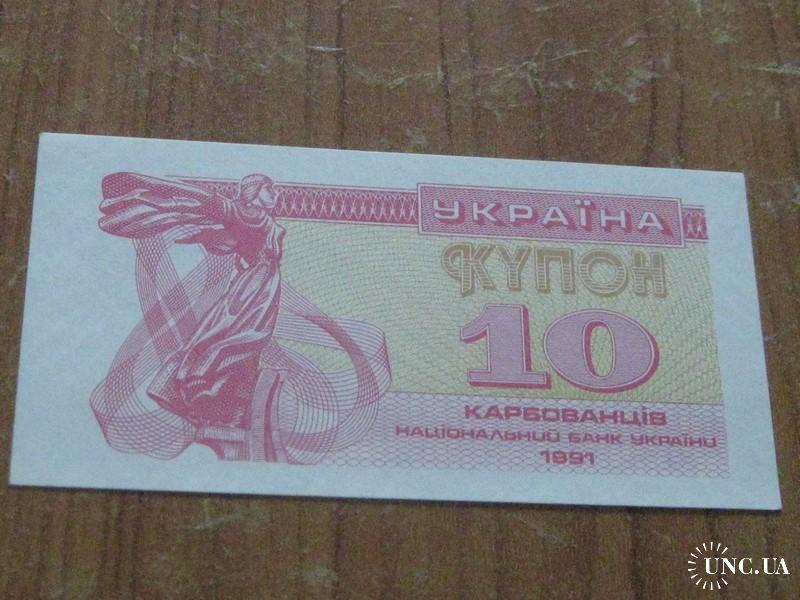 УКРАЇНА
КУПОН
10
КАРБОВАНЦІВ
НАЦІОНАЛЬНИЙ БАНК УКРАЇНИ
1991
UNC.UA